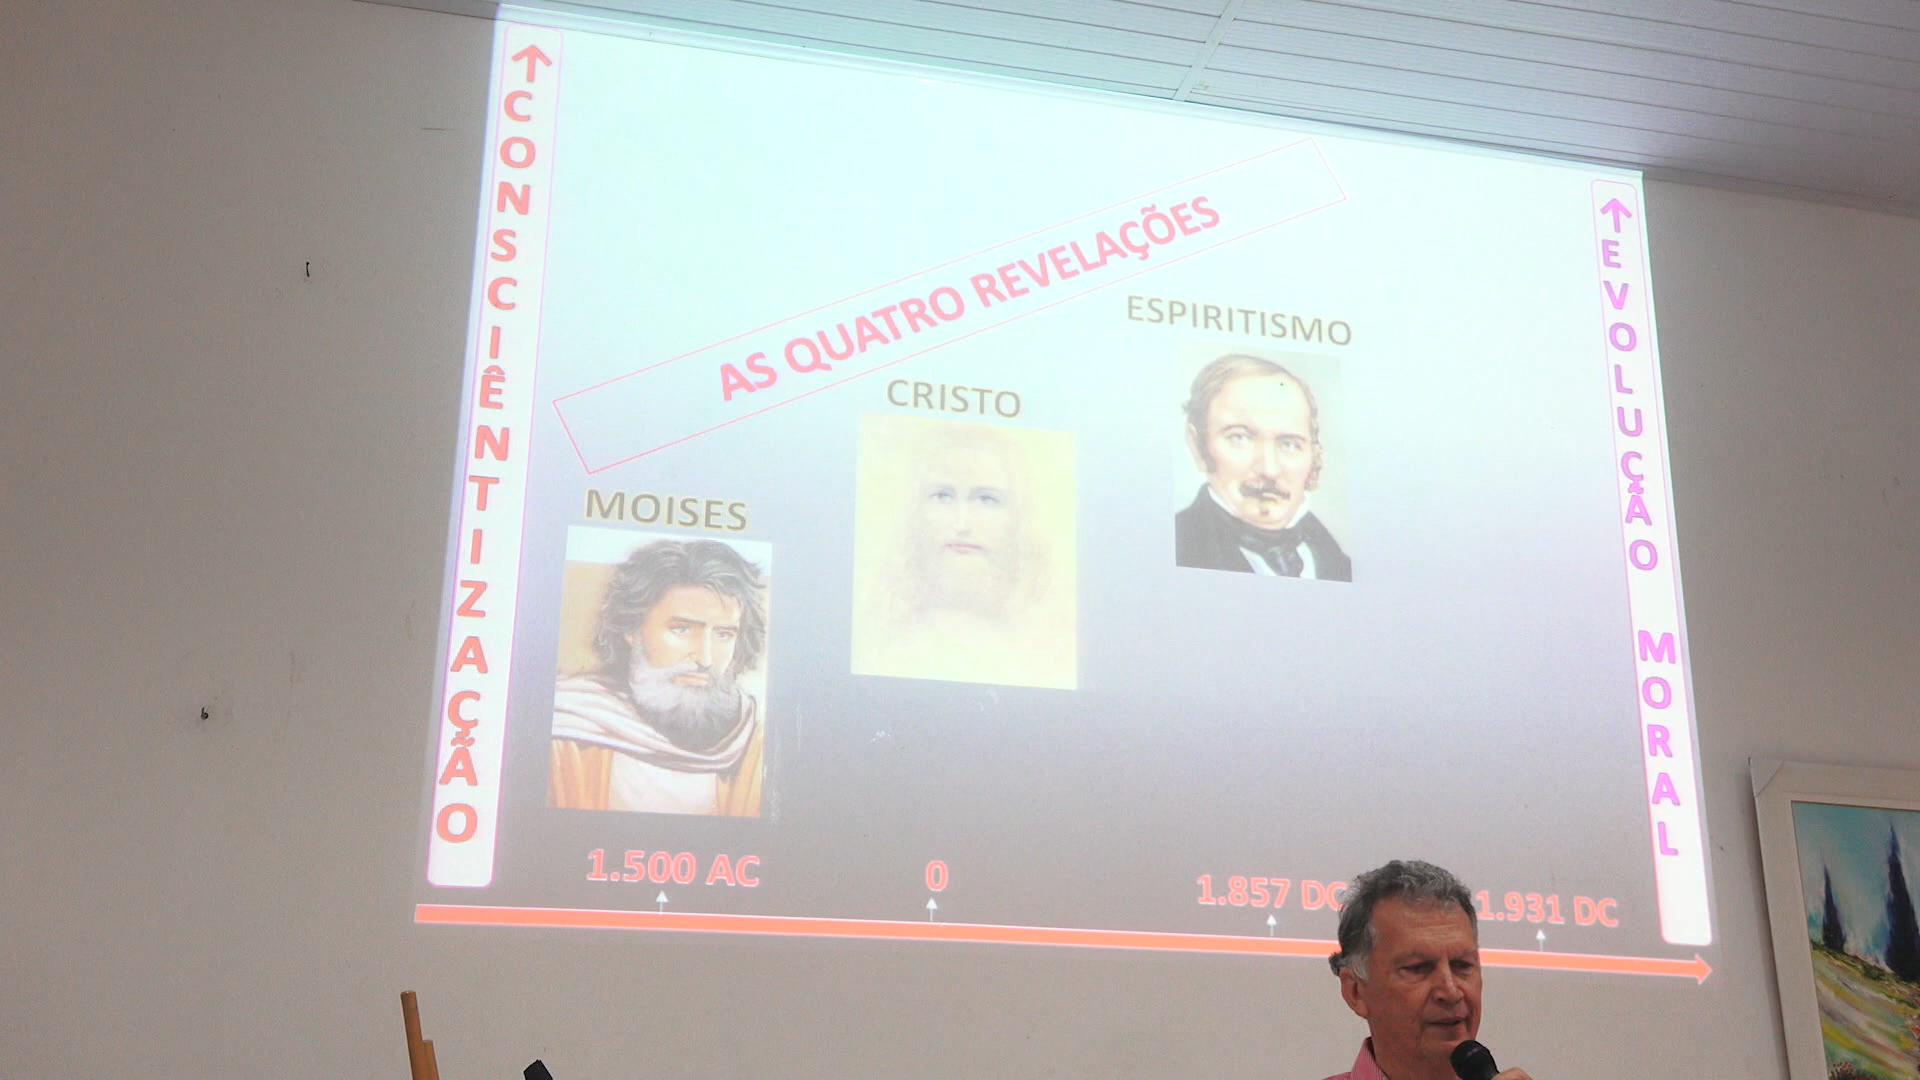 ↑CONSCIÊNTIZAÇÃO
AS QUATRO REVELAÇÕES
MOISES
CRISTO
ESPIRITISMO
↑EVOLUÇÃO MORAL
1.500 AC
0
1.857 DC
1.931 DC